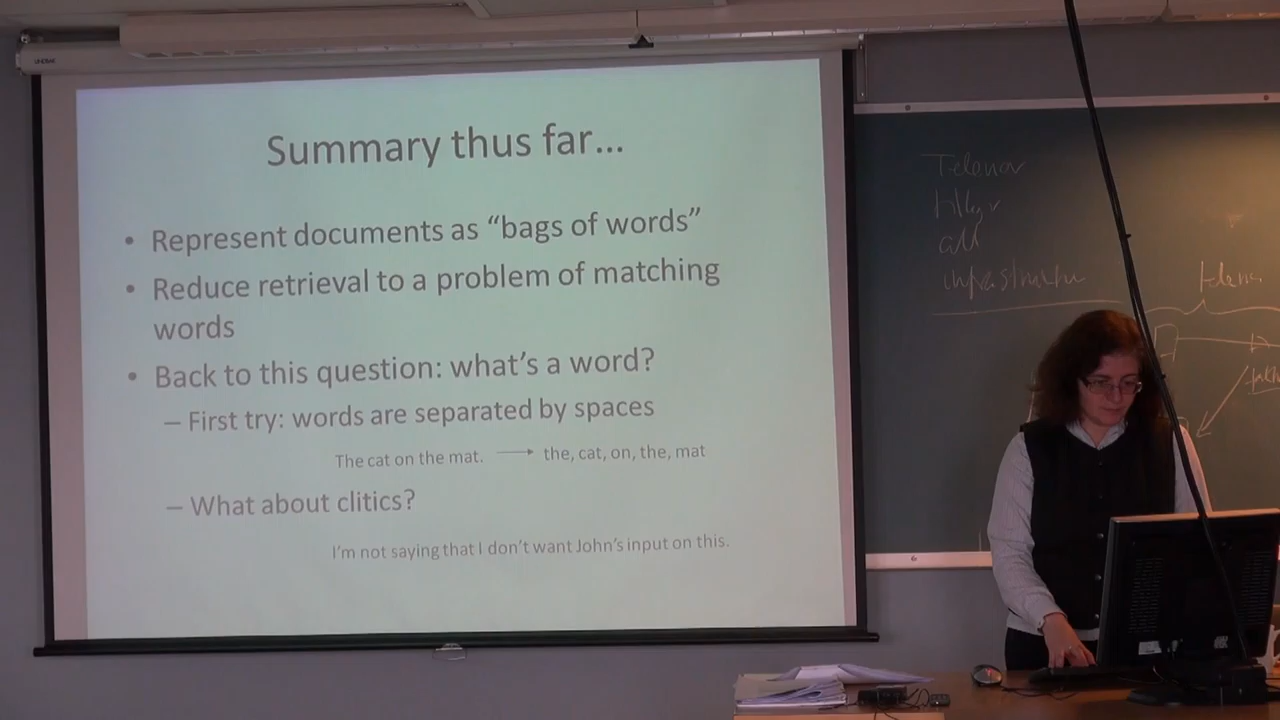 Summary thus far...
• Represent documents as “bags of words”
• Reduce retrieval to a problem of matching
words
• Back to this question: what’s a word?
– First try: words are separated by spaces
The cat on the mat. → the, cat, on, the, mat
– What about clitics?
I’m not saying that I don’t want John’s input on this.
Telenor
all